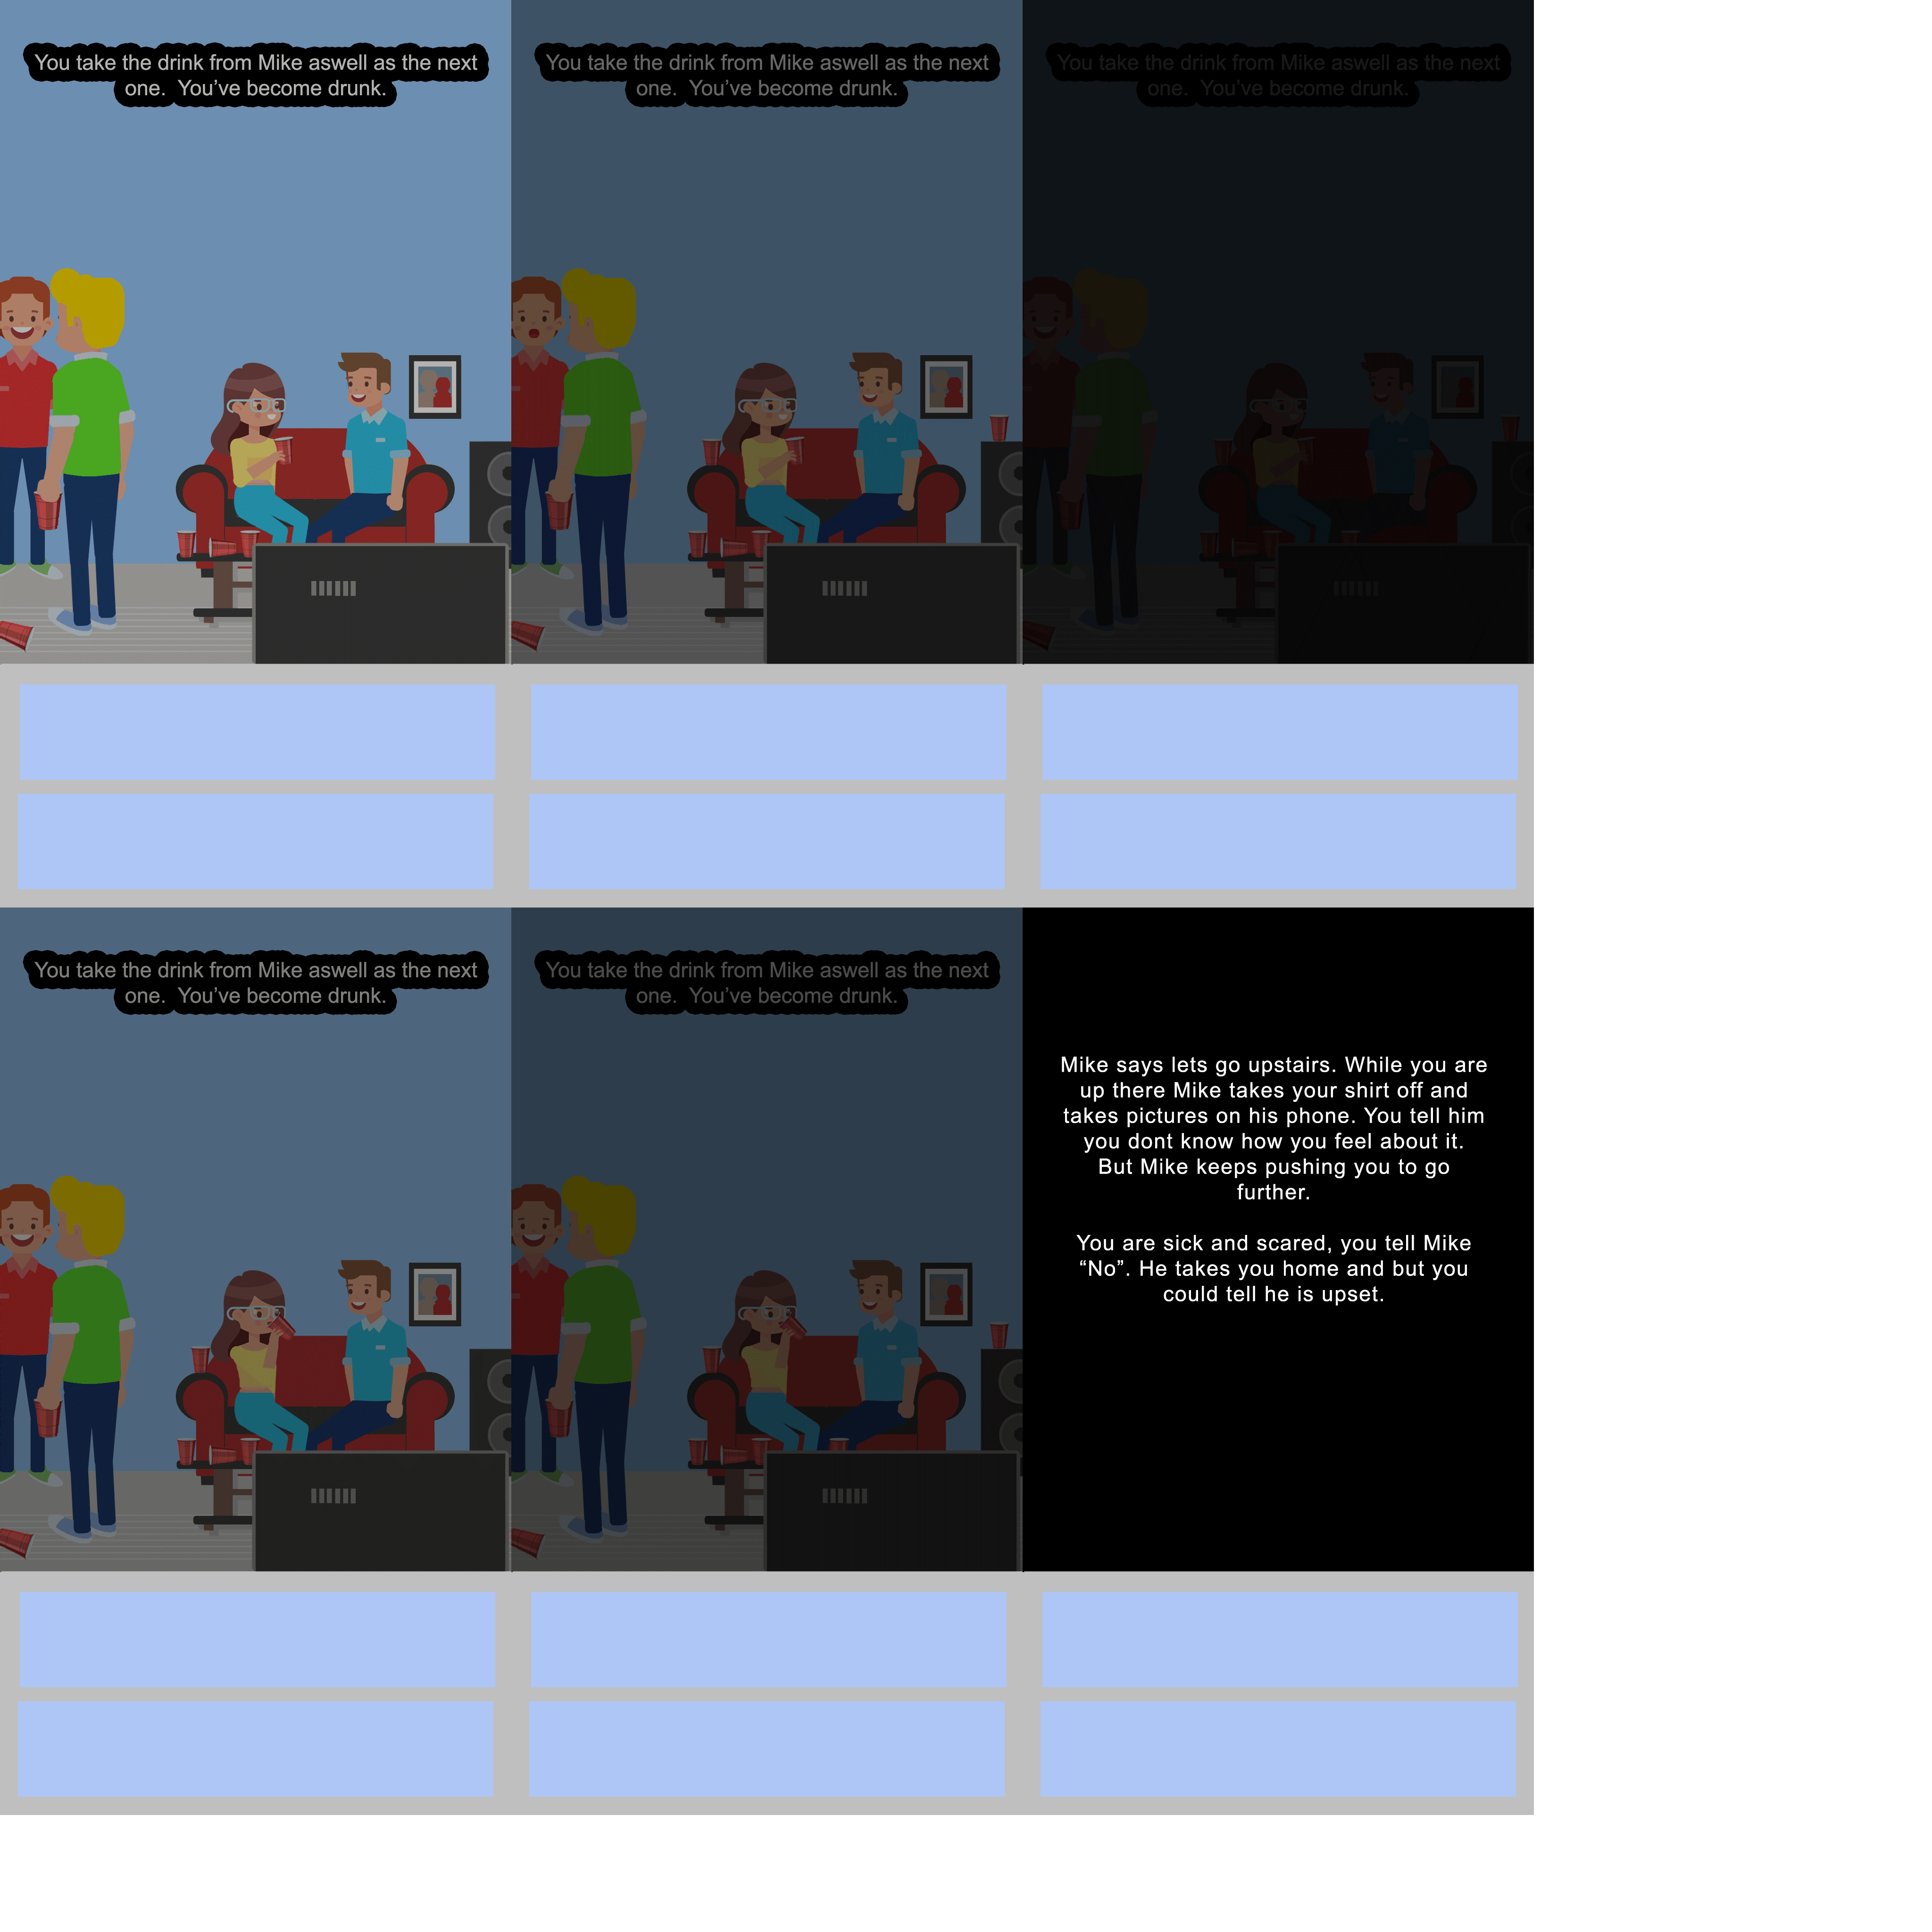 You take the drink from Mike aswell as the next
one.  You've become drunk.
You take the drink from Mike aswell as the next
one.  You've become drunk.
You take the drink from Mike aswell as the next
one.  You've become drunk.
You take the drink from Mike aswell as the next
one.  You've become drunk.
You take the drink from Mike aswell as the next
one.  You've become drunk.
Mike says lets go upstairs. While you are
up there Mike takes your shirt off and
takes pictures on his phone. You tell him
you dont know how you feel about it.
But Mike keeps pushing you to go
further.
You are sick and scared, you tell Mike
“No”. He takes you home and but you
could tell he is upset.